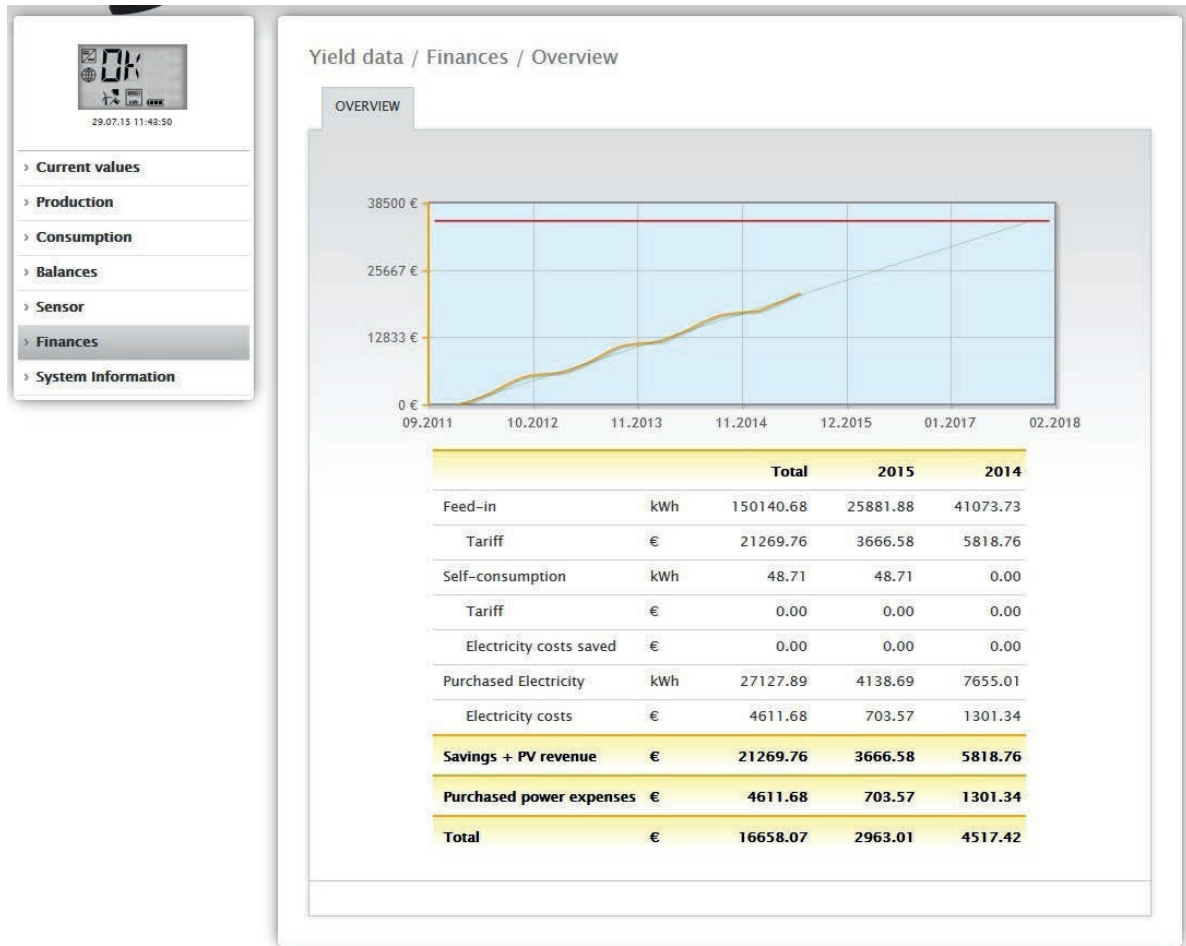 OK
29.07.15 11:48:50
› Current values
› Production
› Consumption
› Balances
› Sensor
› Finances
› System Information
Yield data / Finances / Overview
OVERVIEW
38500 €
25667 €
12833 €
0 €
09.2011 10.2012 11.2013 11.2014 12.2015 01.2017 02.2018
Total 2015 2014
Feed-in kWh 150140.68 25881.88 41073.73
Tariff € 21269.76 3666.58 5818.76
Self-consumption kWh 48.71 48.71 0.00
Tariff € 0.00 0.00 0.00
Electricity costs saved € 0.00 0.00 0.00
Purchased Electricity kWh 27127.89 4138.69 7655.01
Electricity costs € 4611.68 703.57 1301.34
Savings + PV revenue € 21269.76 3666.58 5818.76
Purchased power expenses € 4611.68 703.57 1301.34
Total € 16658.07 2963.01 4517.42